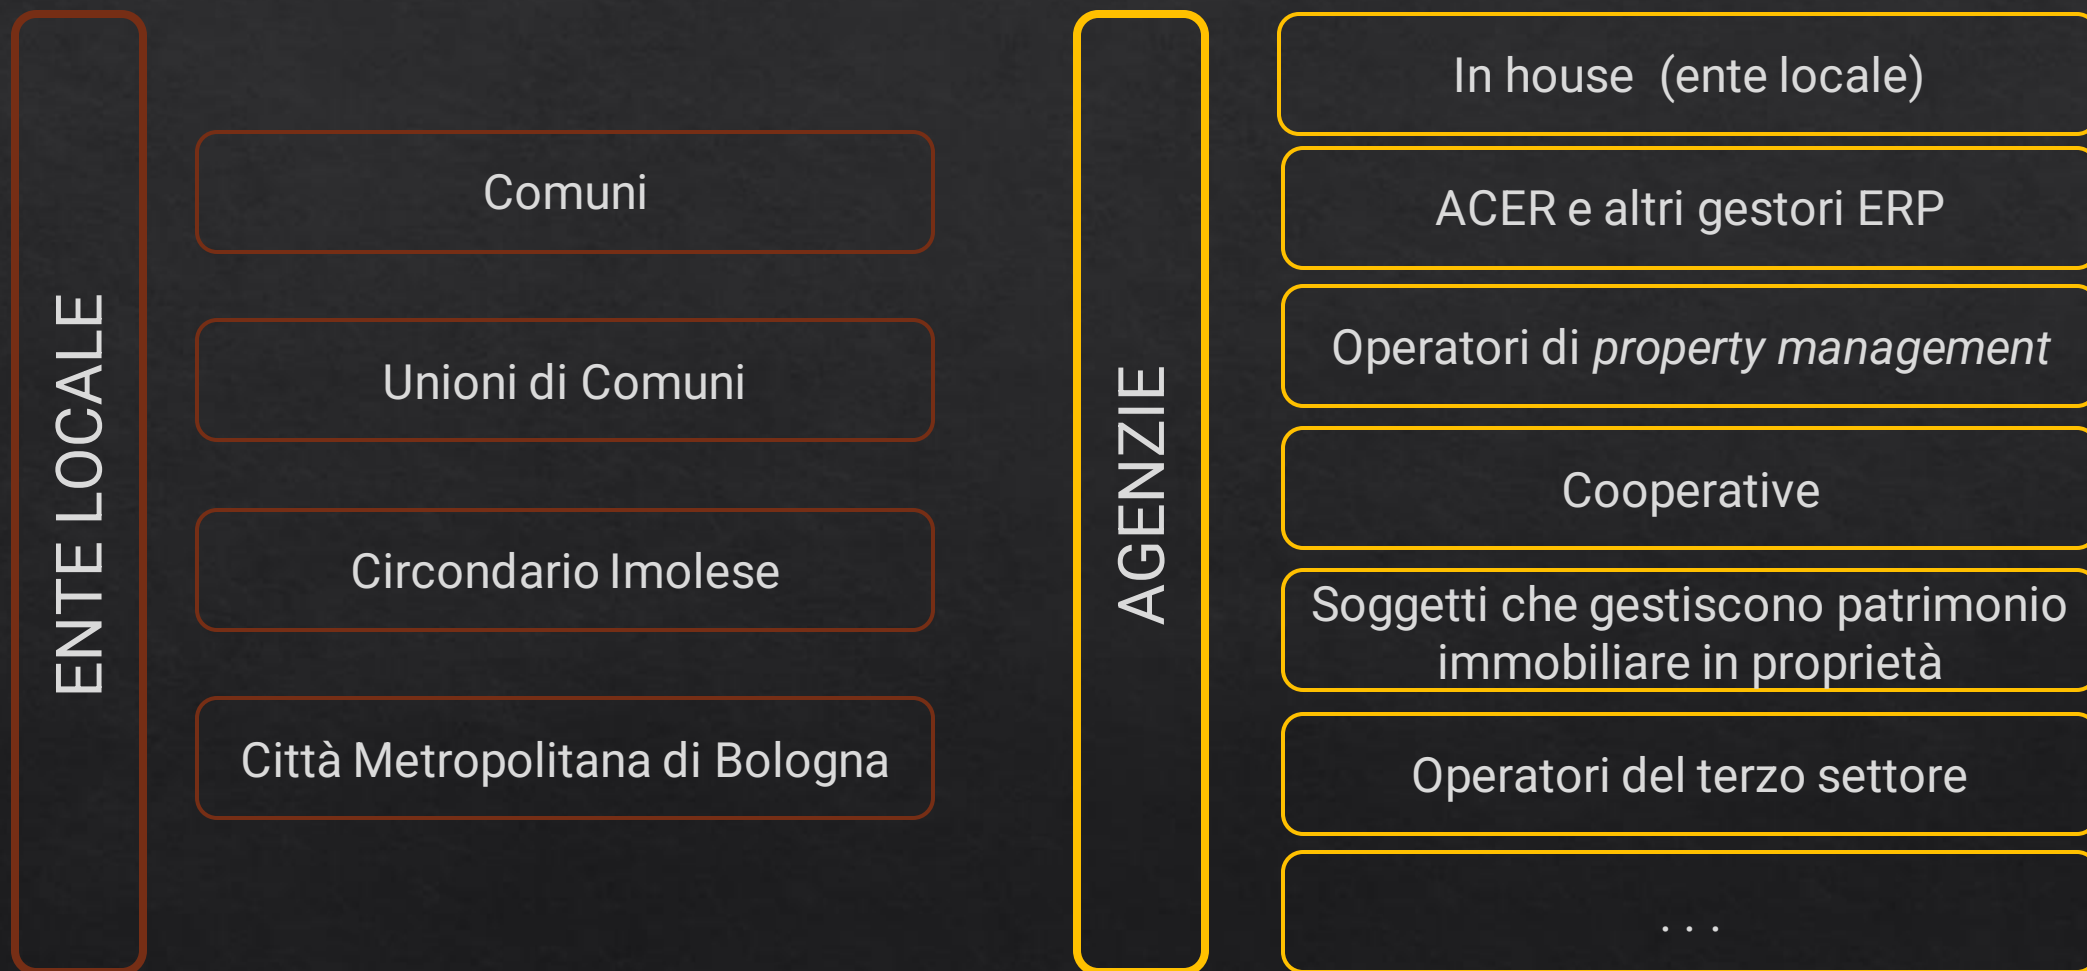 ENTE LOCALE
Comuni
Unioni di Comuni
Circondario Imolese
Città Metropolitana di Bologna
AGENZIE
In house (ente locale)
ACER e altri gestori ERP
Operatori di property management
Cooperative
Soggetti che gestiscono patrimonio
immobiliare in proprietà
Operatori del terzo settore
. . .